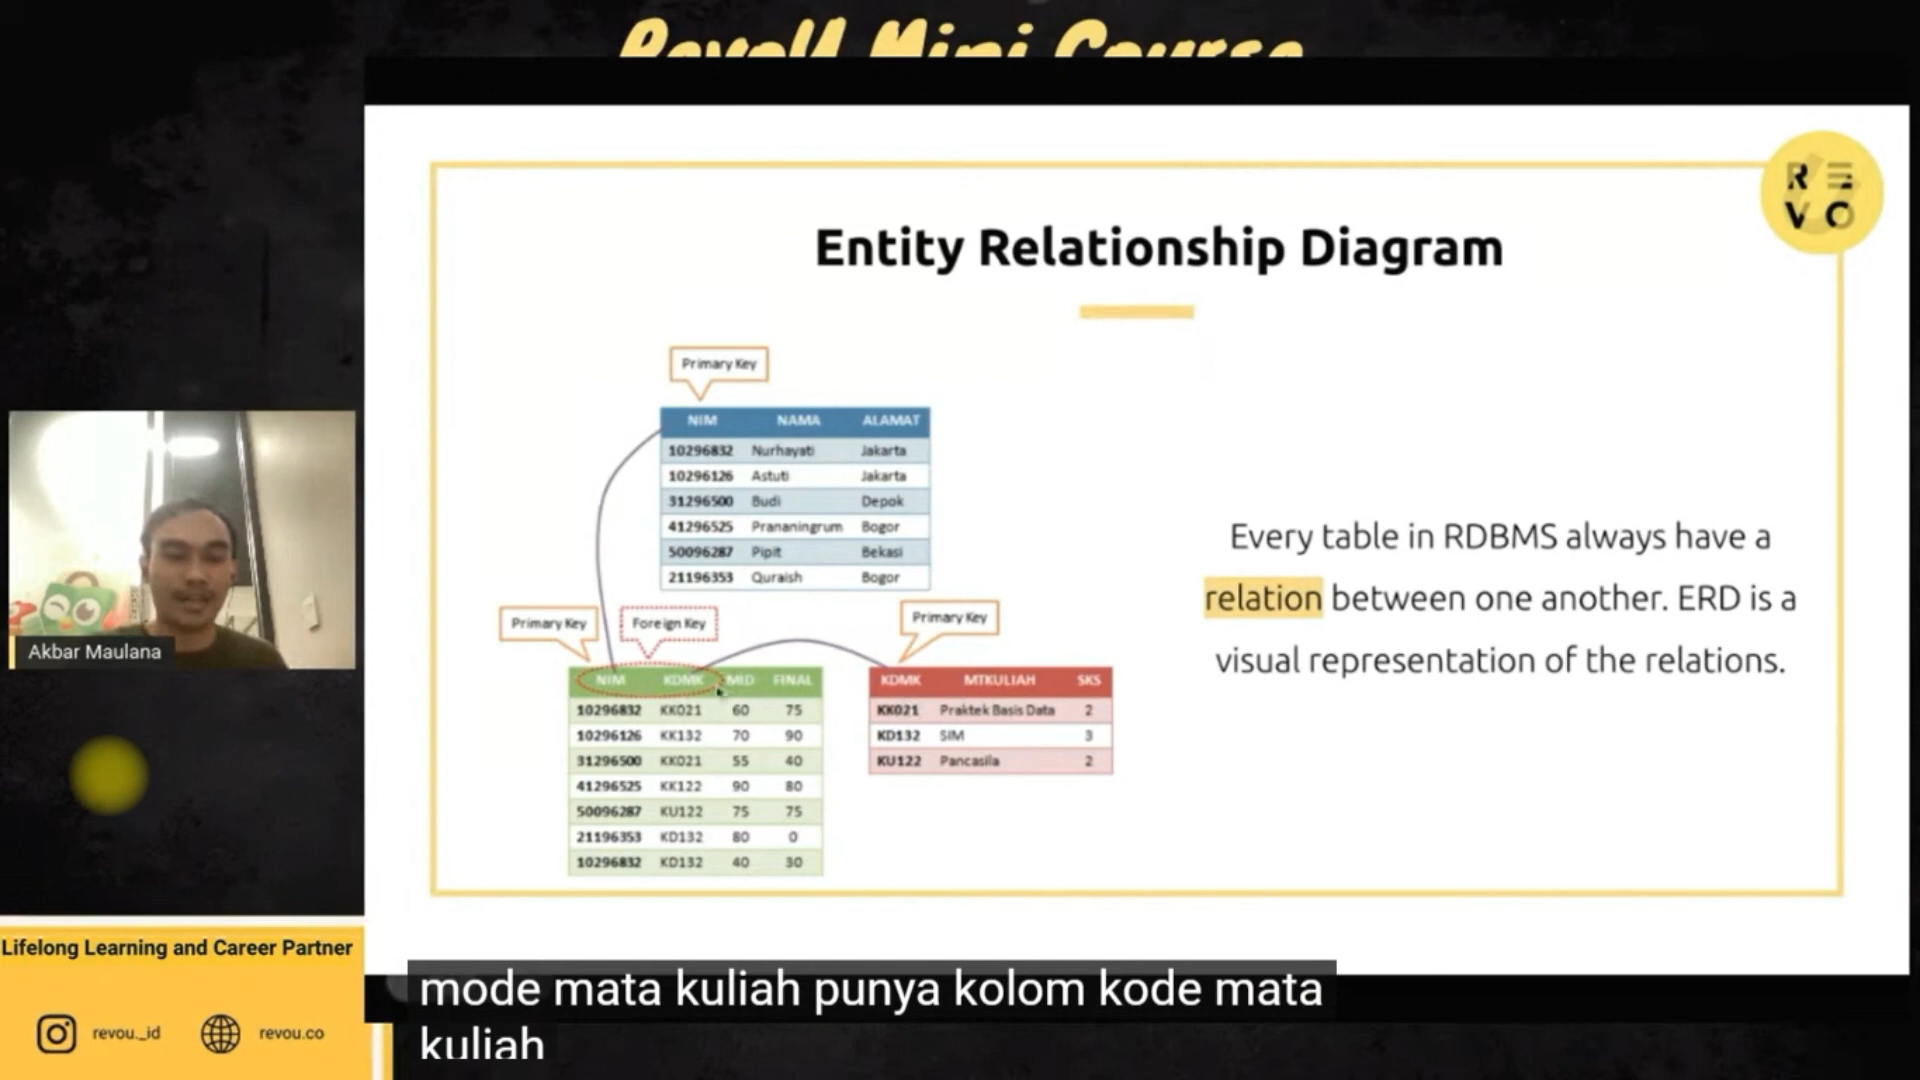 RevoU Mini Course
R E
V O
Entity Relationship Diagram
Primary Key
NIM NAMA ALAMAT
10296832 Nurhayati Jakarta
10296126 Astuti Jakarta
31296500 Budi Depok
41296525 Prananingrum Bogor
50096287 Pipit Bekasi
21196353 Quraish Bogor
Primary Key
Foreign Key
Primary Key
NIM KDMK MID FINAL
10296832 KK021 60 75
10296126 KK132 70 90
31296500 KK021 55 40
41296525 KK122 90 80
50096287 KU122 75 75
21196353 KD132 80 0
10296832 KD132 40 30
KDMK MTKULIAH SKS
KK021 Praktek Basis Data 2
KD132 SIM 3
KU122 Pancasila 2
Every table in RDBMS always have a
relation between one another. ERD is a
visual representation of the relations.
Akbar Maulana
Lifelong Learning and Career Partner
revou_id
revou.co
mode mata kuliah punya kolom kode mata
kuliah